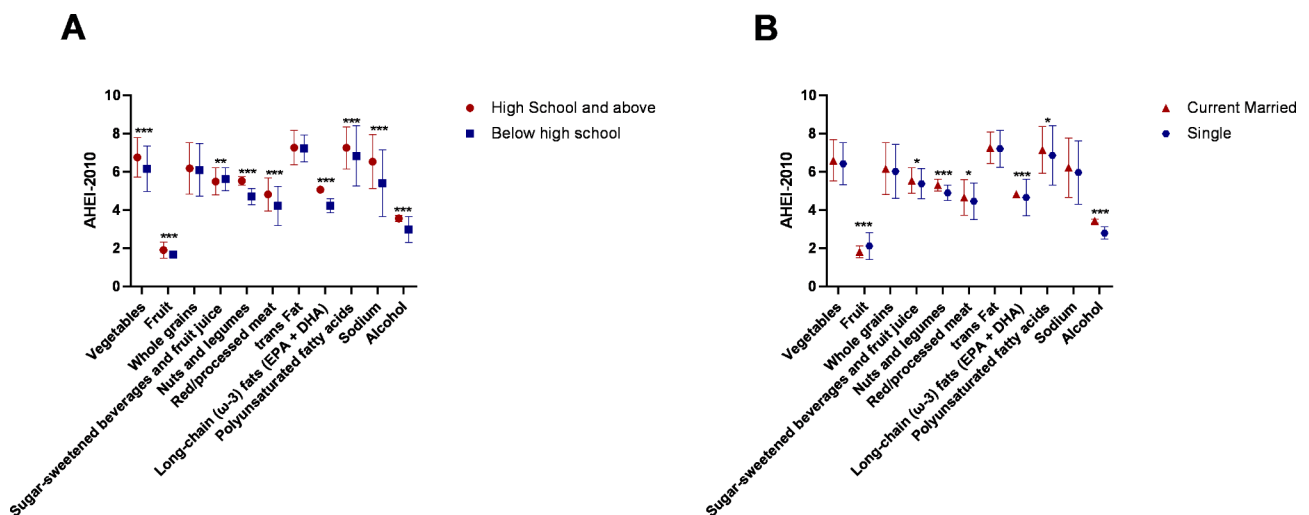 A
AHEI-2010
10
8
6
4
2
0
***
***
**
***
***
***
***
***
***
Vegetables
Fruit
Whole grains
Sugar-sweetened beverages and fruit juice
Nuts and legumes
Red/processed meat
trans Fat
Long-chain (ω-3) fats (EPA + DHA)
Polyunsaturated fatty acids
Sodium
Alcohol
High School and above
Below high school
B
AHEI-2010
10
8
6
4
2
0
***
*
***
*
***
*
***
Vegetables
Fruit
Whole grains
Sugar-sweetened beverages and fruit juice
Nuts and legumes
Red/processed meat
trans Fat
Long-chain (ω-3) fats (EPA + DHA)
Polyunsaturated fatty acids
Sodium
Alcohol
Current Married
Single